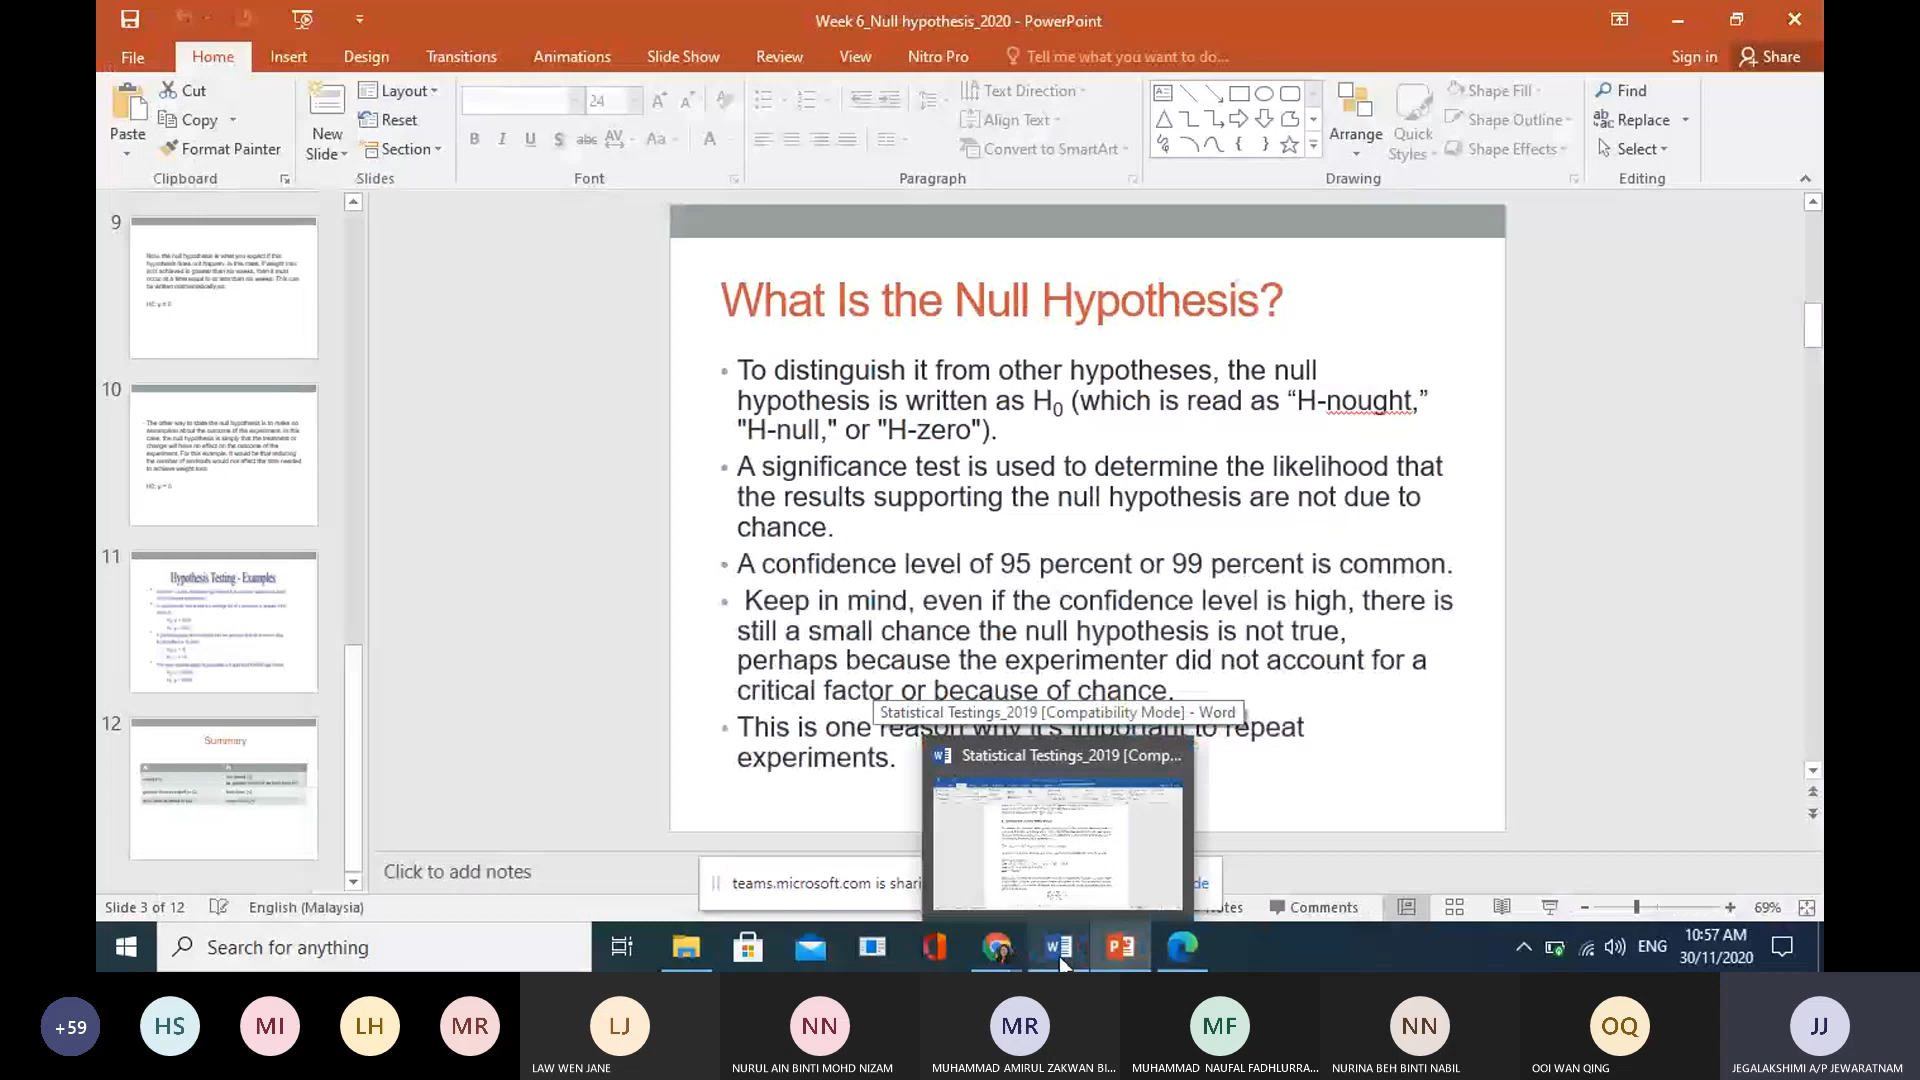 Week 6_Null hypothesis_2020 - PowerPoint
File Home Insert Design Transitions Animations Slide Show Review View Nitro Pro Tell me what you want to do... Sign in Share
Cut
Copy
Format Painter
Paste
Clipboard
New
Slide
Layout
Reset
Section
Slides
24
B I U S abc AV Aa A
Font
Text Direction
Align Text
Convert to SmartArt
Paragraph
Arrange
Quick
Styles
Shape Fill
Shape Outline
Shape Effects
Drawing
Find
Replace
Select
Editing
9
10
11
Hypothesis Testing - Examples
12
Summary
What Is the Null Hypothesis?
• To distinguish it from other hypotheses, the null
hypothesis is written as H0 (which is read as “H-nought,”
"H-null," or "H-zero").
• A significance test is used to determine the likelihood that
the results supporting the null hypothesis are not due to
chance.
• A confidence level of 95 percent or 99 percent is common.
• Keep in mind, even if the confidence level is high, there is
still a small chance the null hypothesis is not true,
perhaps because the experimenter did not account for a
critical factor or because of chance.
Statistical Testings_2019 [Compatibility Mode] - Word
• This is one reason why it's important to repeat
experiments.
Statistical Testings_2019 [Comp...
Click to add notes
teams.microsoft.com is shari
de
Slide 3 of 12 English (Malaysia) otes Comments 69%
Search for anything
ENG
10:57 AM
30/11/2020
+59 HS MI LH MR LJ NN MR MF NN OQ JJ
LAW WEN JANE NURUL AIN BINTI MOHD NIZAM MUHAMMAD AMIRUL ZAKWAN BI... MUHAMMAD NAUFAL FADHLURRA... NURINA BEH BINTI NABIL OOI WAN QING JEGALAKSHIMI A/P JEWARATNAM